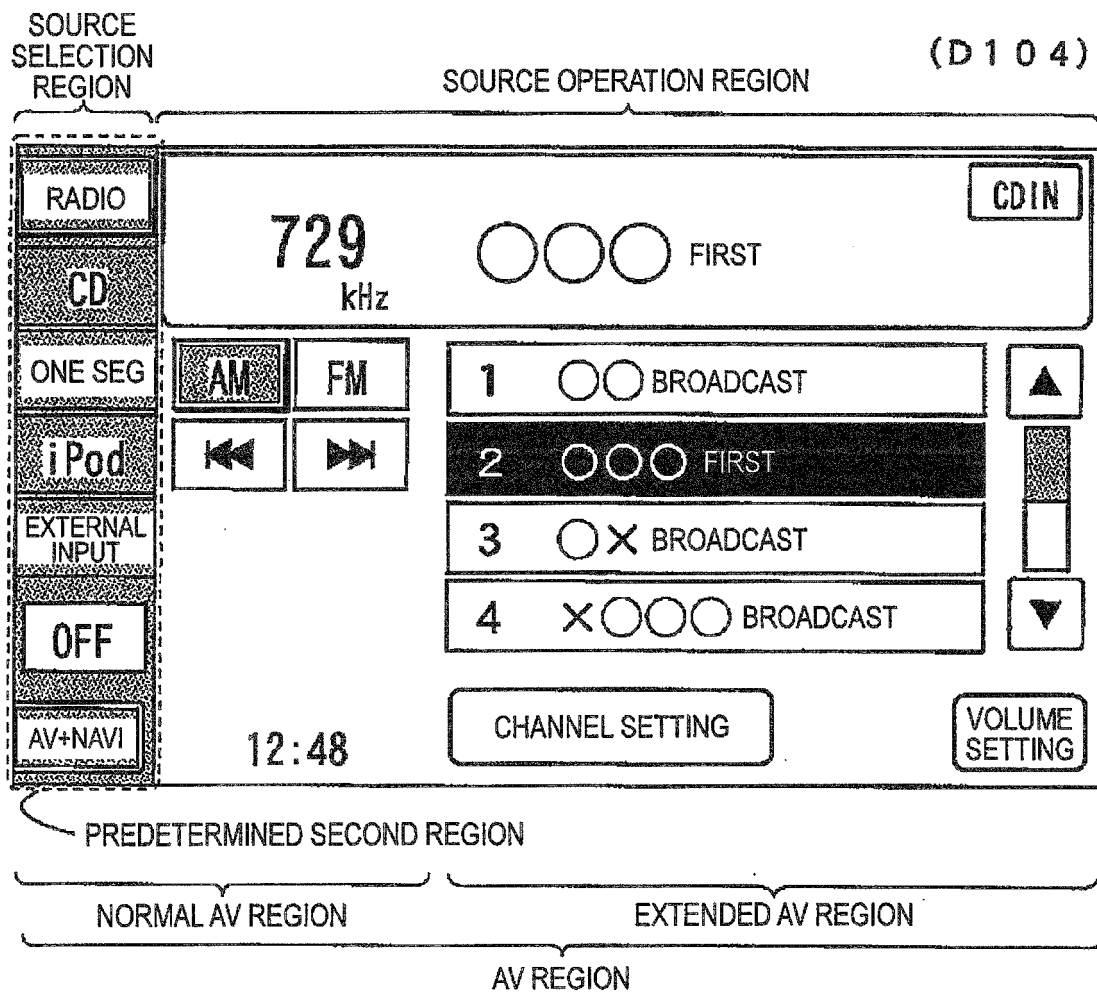 SOURCE
SELECTION
REGION
SOURCE OPERATION REGION
(D104)
RADIO
CD
ONE SEG
iPod
EXTERNAL
INPUT
OFF
AV+NAVI
729
kHz
○○○ FIRST
CDIN
AM
FM
1 ○○ BROADCAST
2 ○○○ FIRST
3 ○× BROADCAST
4 ×○○○ BROADCAST
12:48
CHANNEL SETTING
VOLUME
SETTING
PREDETERMINED SECOND REGION
NORMAL AV REGION
EXTENDED AV REGION
AV REGION